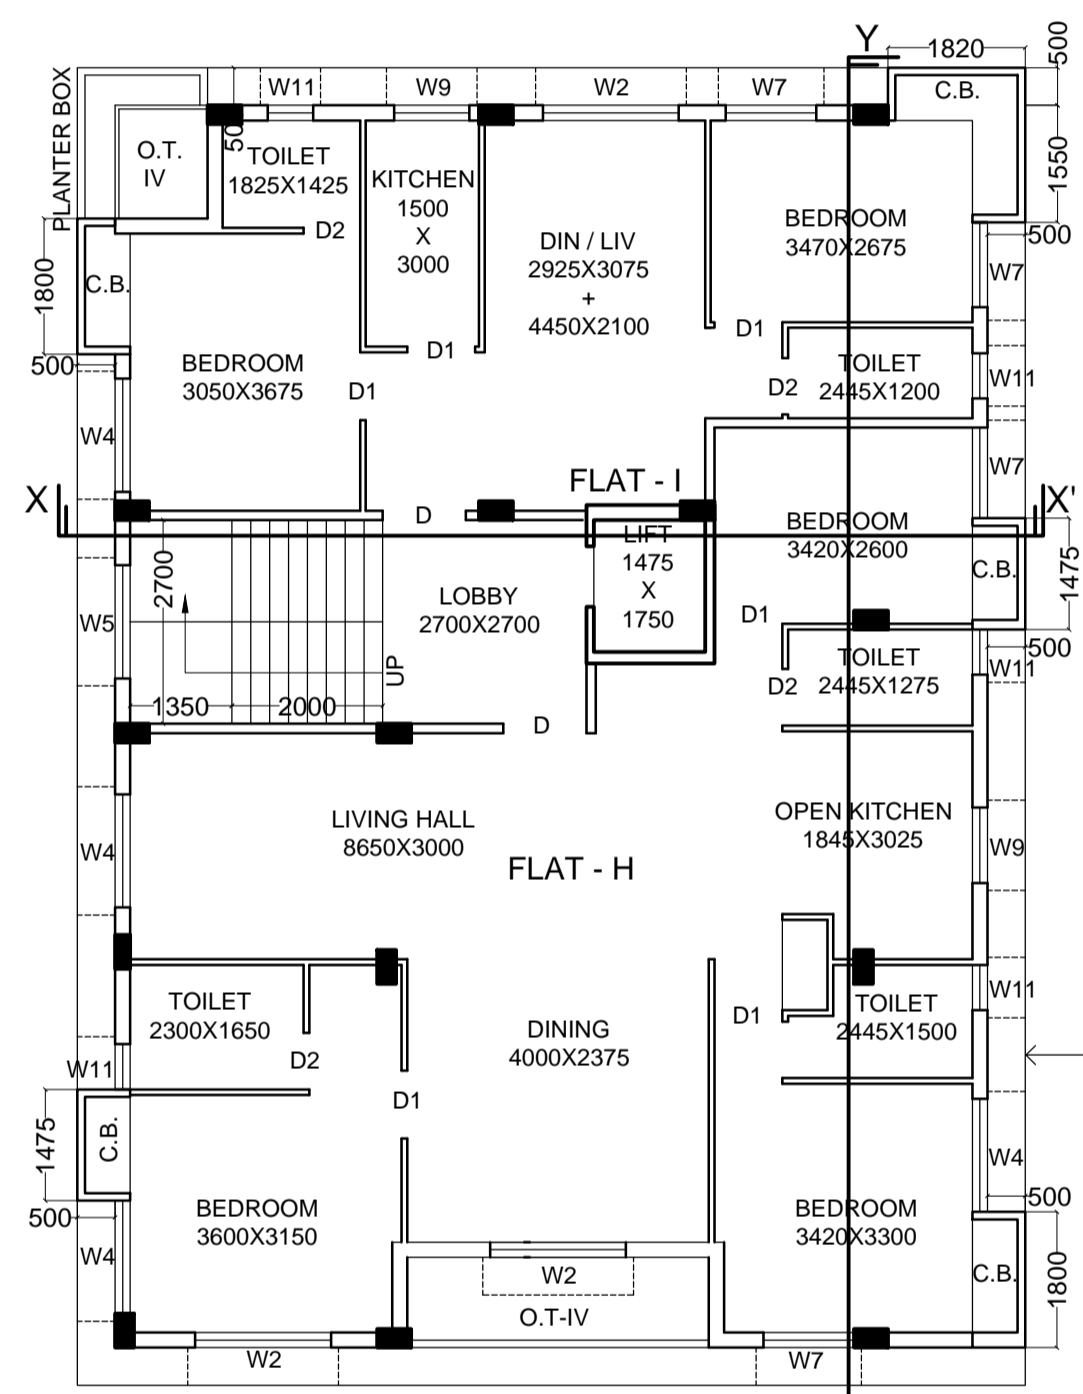 Y
1820
500
PLANTER BOX
W11
W9
W2
W7
C.B.
O.T.
IV
50
TOILET
1825X1425
KITCHEN
1500
X
3000
1550
D2
DIN / LIV
2925X3075
+
4450X2100
BEDROOM
3470X2675
500
W7
1800
C.B.
D1
D1
500
BEDROOM
3050X3675
D1
TOILET
2445X1200
D2
W11
W4
W7
FLAT - I
X
X'
D
LIFT
1475
X
1750
BEDROOM
3420X2600
C.B.
1475
2700
LOBBY
2700X2700
W5
D1
500
UP
TOILET
2445X1275
W11
D2
1350
2000
D
LIVING HALL
8650X3000
OPEN KITCHEN
1845X3025
W4
W9
FLAT - H
TOILET
2300X1650
D1
TOILET
2445X1500
W11
DINING
4000X2375
D2
W11
D1
1475
C.B.
W4
500
BEDROOM
3600X3150
BEDROOM
3420X3300
500
W4
W2
C.B.
1800
O.T-IV
W2
W7